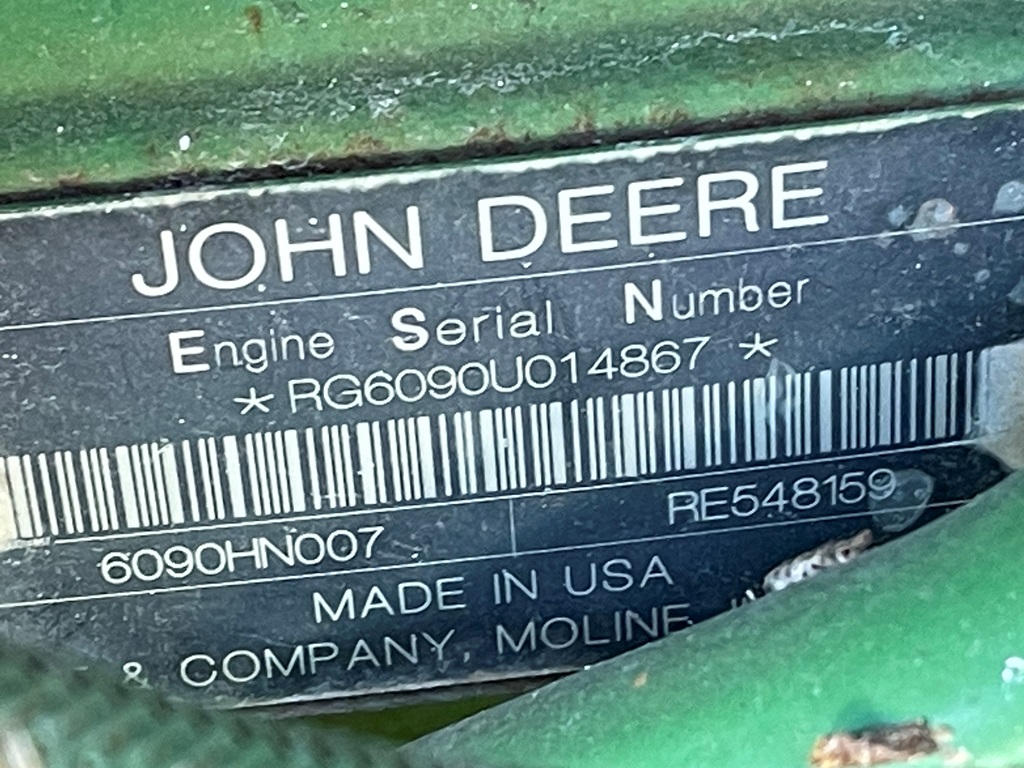 JOHN DEERE
Engine Serial Number
*RG6090U014867 *
6090HN007 RE548159
MADE IN USA
& COMPANY, MOLINE